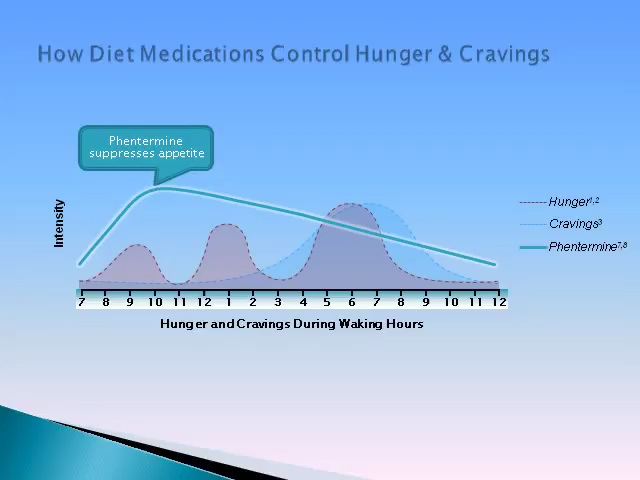 How Diet Medications Control Hunger & Cravings
Phentermine
suppresses appetite
Intensity
Hunger1,2
Cravings3
Phentermine7,8
7 8 9 10 11 12 1 2 3 4 5 6 7 8 9 10 11 12
Hunger and Cravings During Waking Hours